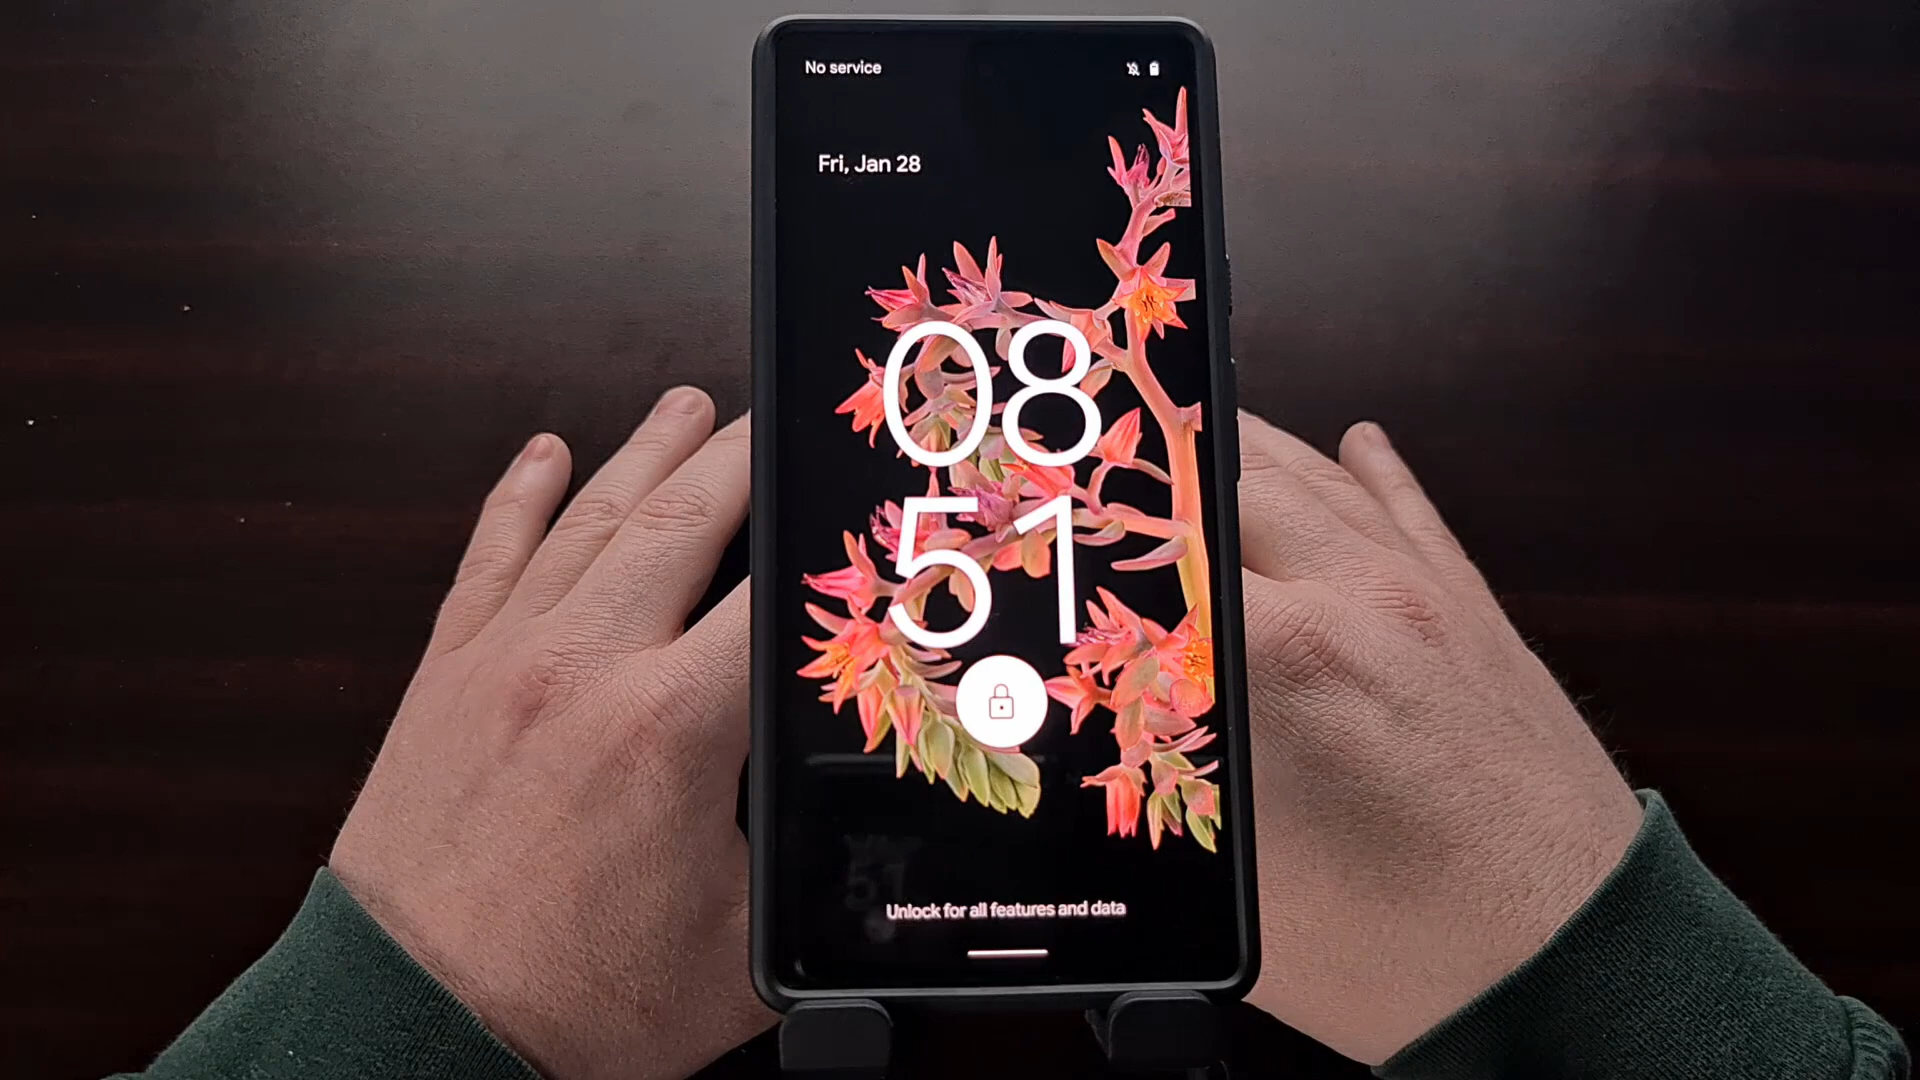 No service
Fri, Jan 28
08
51
Unlock for all features and data